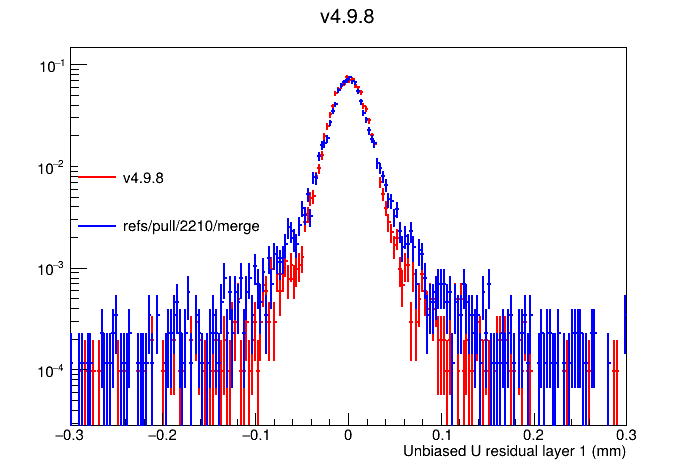 v4.9.8
10⁻¹
10⁻²
v4.9.8
refs/pull/2210/merge
10⁻³
10⁻⁴
−0.3 −0.2 −0.1 0 0.1 0.2 0.3
Unbiased U residual layer 1 (mm)